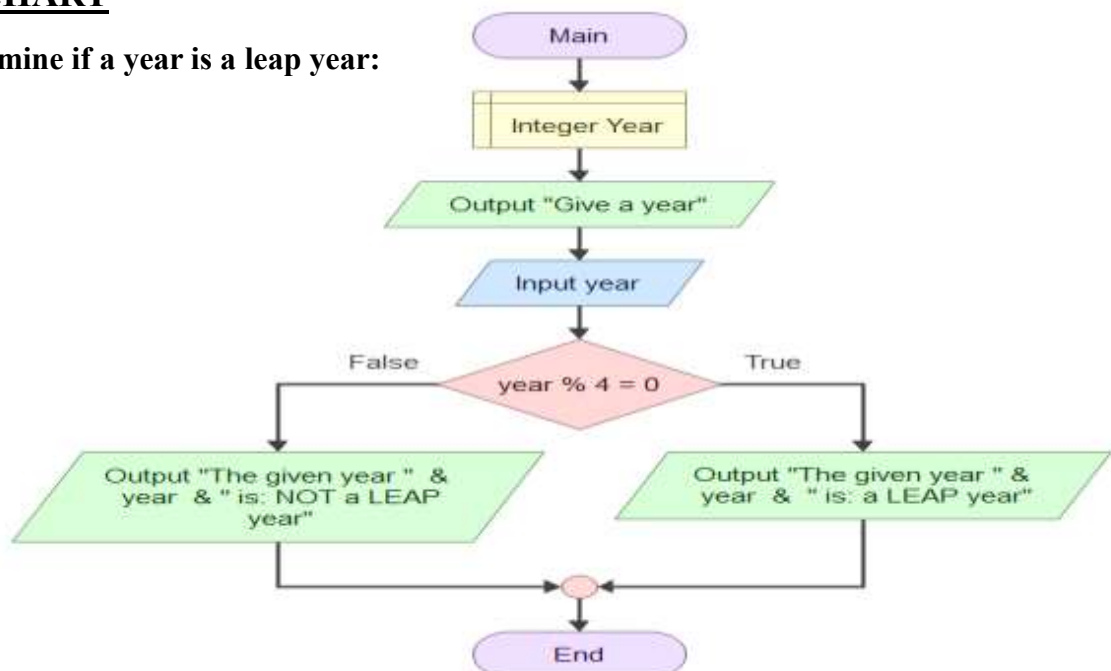 mine if a year is a leap year:
Main
Integer Year
Output "Give a year"
Input year
False
True
year % 4 = 0
Output "The given year " &
year & " is: NOT a LEAP
year"
Output "The given year " &
year & " is: a LEAP year"
End